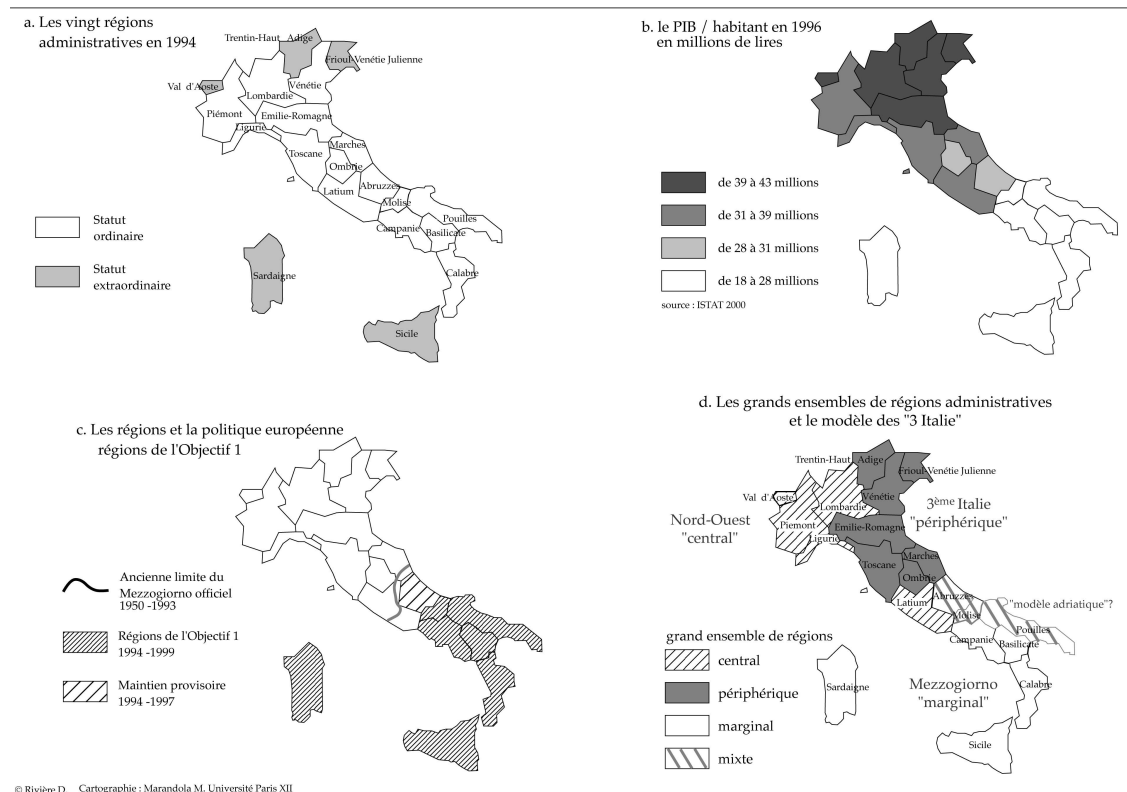 a. Les vingt régions
administratives en 1994
Trentin-Haut Adige
Frioul-Venétie Julienne
Val d'Aoste
Vénétie
Lombardie
Piémont
Emilie-Romagne
Ligurie
Marches
Toscane
Ombrie
Abruzzes
Latium
Molise
Pouilles
Campanie
Basilicate
Calabre
Sardaigne
Sicile
Statut
ordinaire
Statut
extraordinaire
b. le PIB / habitant en 1996
en millions de lires
de 39 à 43 millions
de 31 à 39 millions
de 28 à 31 millions
de 18 à 28 millions
source : ISTAT 2000
c. Les régions et la politique européenne
régions de l'Objectif 1
Ancienne limite du
Mezzogiorno officiel
1950 -1993
Régions de l'Objectif 1
1994 -1999
Maintien provisoire
1994 -1997
d. Les grands ensembles de régions administratives
et le modèle des "3 Italie"
Trentin-Haut Adige
Frioul-Venétie Julienne
Val d'Aoste
Vénétie
Lombardie
3ème Italie
"périphérique"
Nord-Ouest
"central"
Piemont
Emilie-Romagne
Ligurie
Marches
Toscane
Ombrie
Abruzzes
Latium
"modèle adriatique"?
Molise
Pouilles
Campanie
Basilicate
grand ensemble de régions
central
périphérique
marginal
mixte
Sardaigne
Mezzogiorno
"marginal"
Calabre
Sicile
© Rivière D. Cartographie : Marandola M. Université Paris XII